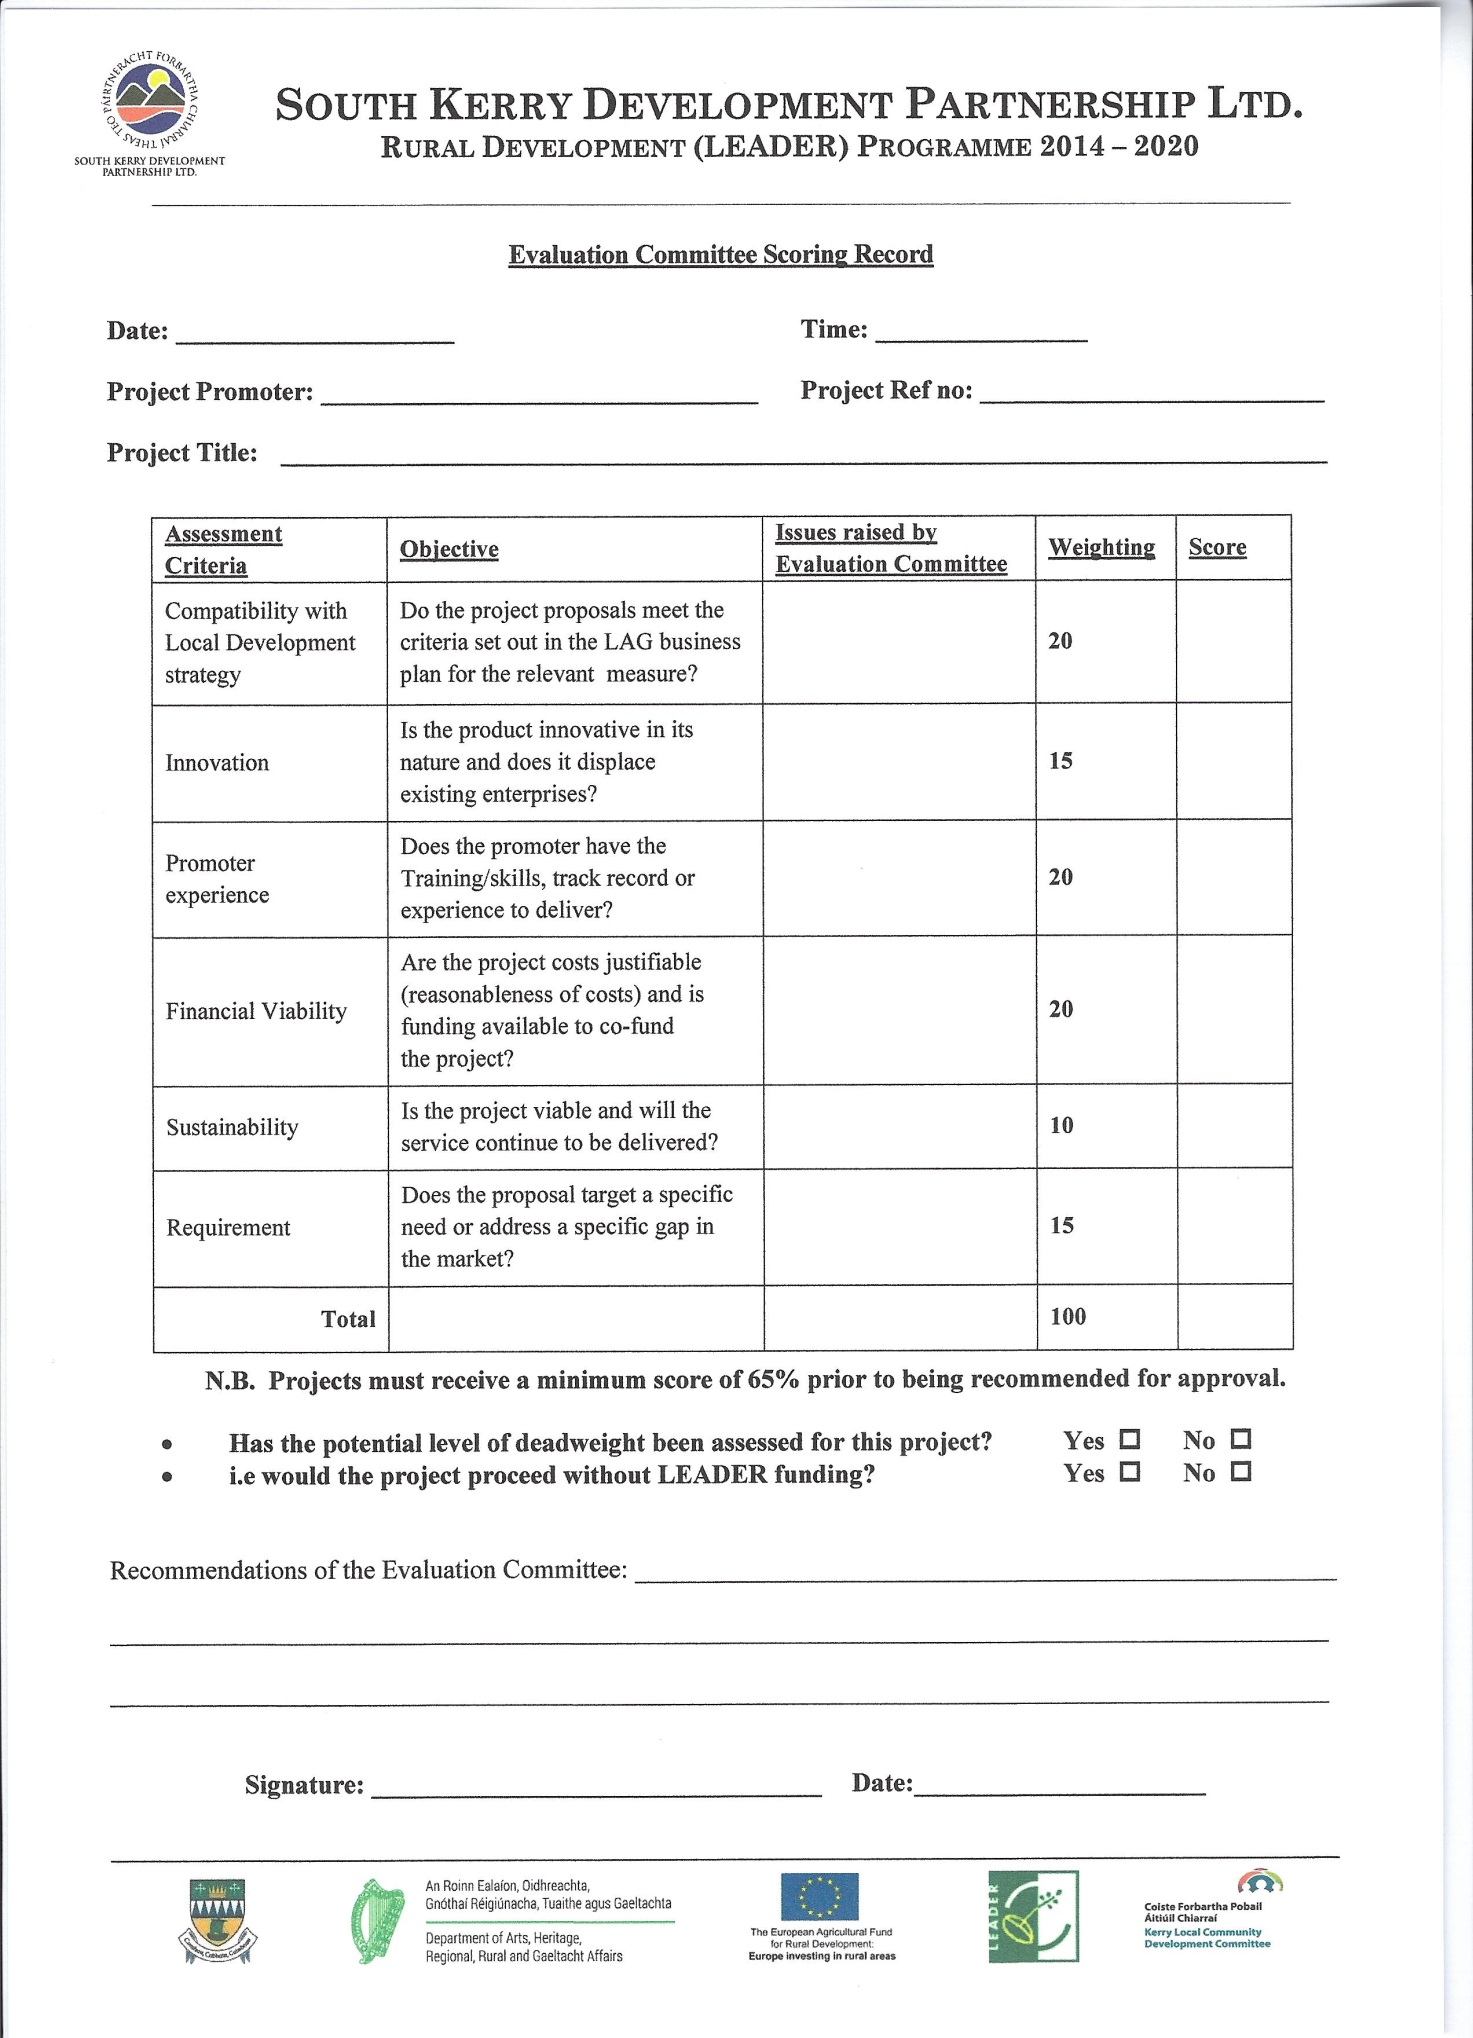 PÁIRTNERACHT FORBARTHA CHIARRAÍ THEAS TEO
SOUTH KERRY DEVELOPMENT
PARTNERSHIP LTD.
SOUTH KERRY DEVELOPMENT PARTNERSHIP LTD.
RURAL DEVELOPMENT (LEADER) PROGRAMME 2014 – 2020
Evaluation Committee Scoring Record
Date: Time:
Project Promoter: Project Ref no:
Project Title:
Assessment
Criteria
Objective
Issues raised by
Evaluation Committee
Weighting
Score
Compatibility with
Local Development
strategy
Do the project proposals meet the
criteria set out in the LAG business
plan for the relevant measure?
20
Innovation
Is the product innovative in its
nature and does it displace
existing enterprises?
15
Promoter
experience
Does the promoter have the
Training/skills, track record or
experience to deliver?
20
Financial Viability
Are the project costs justifiable
(reasonableness of costs) and is
funding available to co-fund
the project?
20
Sustainability
Is the project viable and will the
service continue to be delivered?
10
Requirement
Does the proposal target a specific
need or address a specific gap in
the market?
15
Total
100
N.B. Projects must receive a minimum score of 65% prior to being recommended for approval.
• Has the potential level of deadweight been assessed for this project? Yes ☐ No ☐
• i.e would the project proceed without LEADER funding? Yes ☐ No ☐
Recommendations of the Evaluation Committee:
Signature: Date:
An Roinn Ealaíon, Oidhreachta,
Gnóthaí Réigiúnacha, Tuaithe agus Gaeltachta
Department of Arts, Heritage,
Regional, Rural and Gaeltacht Affairs
The European Agricultural Fund
for Rural Development:
Europe investing in rural areas
LEADER
Coiste Forbartha Pobail
Áitiúil Chiarraí
Kerry Local Community
Development Committee